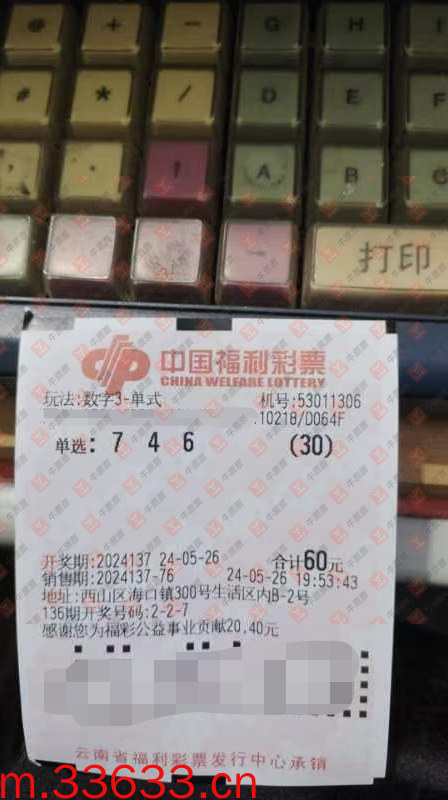 @ + - G H I
# * / D E F
. . ↑ A B C
- 打印
中国福利彩票
CHINA WELFARE LOTTERY
玩法:数字3-单式 机号:53011306
10218/D064F
单选: 7 4 6 (30)
开奖期:2024137 24-05-26 合计60元
销售期:2024137-76 24-05-26 19:53:43
地址:西山区海口镇300号生活区内B-2号
136期开奖号码:2-2-7
感谢您为福彩公益事业贡献20.40元
云南省福利彩票发行中心承销
m.33633.cn
牛彩票